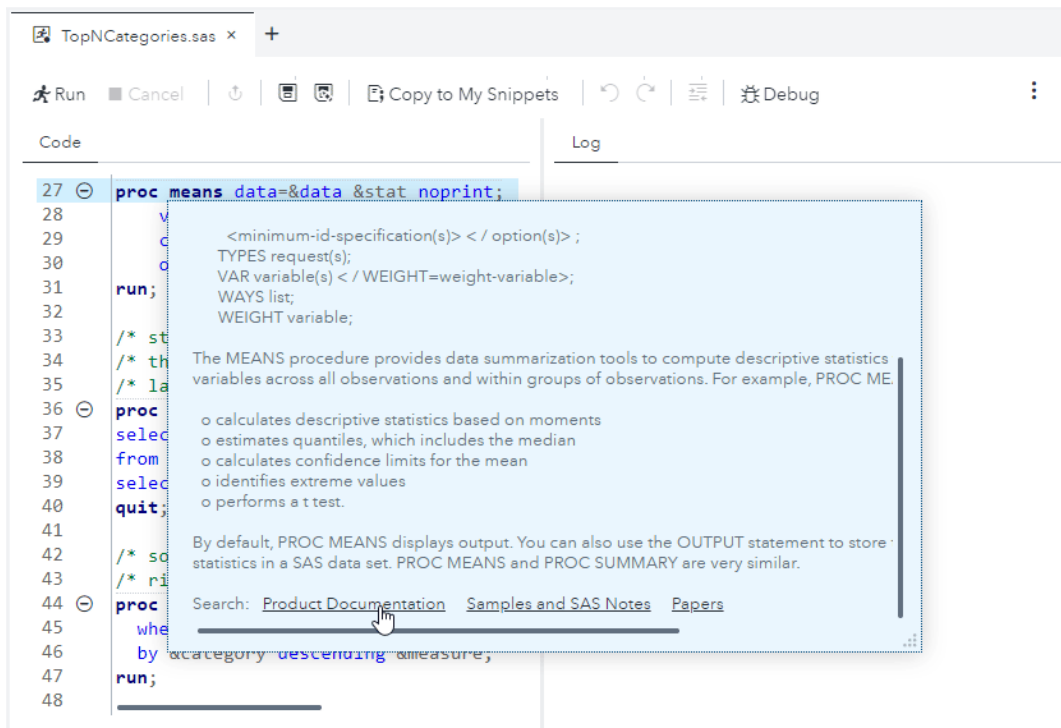 TopNCategories.sas × +
Run Cancel Copy to My Snippets Debug
Code
Log
27 proc means data=&data &stat noprint;
28 v
29 c
30 o
31 run;
32
33 /* st
34 /* th
35 /* la
36 proc
37 selec
38 from
39 selec
40 quit;
41
42 /* so
43 /* ri
44 proc
45 whe
46 by &category descending &measure;
47 run;
48
<minimum-id-specification(s)> < / option(s)> ;
TYPES request(s);
VAR variable(s) < / WEIGHT=weight-variable>;
WAYS list;
WEIGHT variable;
The MEANS procedure provides data summarization tools to compute descriptive statistics
variables across all observations and within groups of observations. For example, PROC ME
o calculates descriptive statistics based on moments
o estimates quantiles, which includes the median
o calculates confidence limits for the mean
o identifies extreme values
o performs a t test.
By default, PROC MEANS displays output. You can also use the OUTPUT statement to store
statistics in a SAS data set. PROC MEANS and PROC SUMMARY are very similar.
Search: Product Documentation Samples and SAS Notes Papers